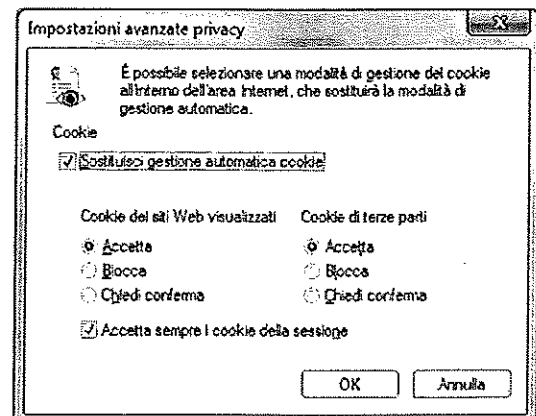 Impostazioni avanzate privacy
È possibile selezionare una modalità di gestione dei cookie
all'interno dell'area Internet, che sostituirà la modalità di
gestione automatica.
Cookie
Sostituisci gestione automatica cookie
Cookie dei siti Web visualizzati Cookie di terze parti
Accetta Accetta
Blocca Blocca
Chiedi conferma Chiedi conferma
Accetta sempre i cookie della sessione
OK Annulla